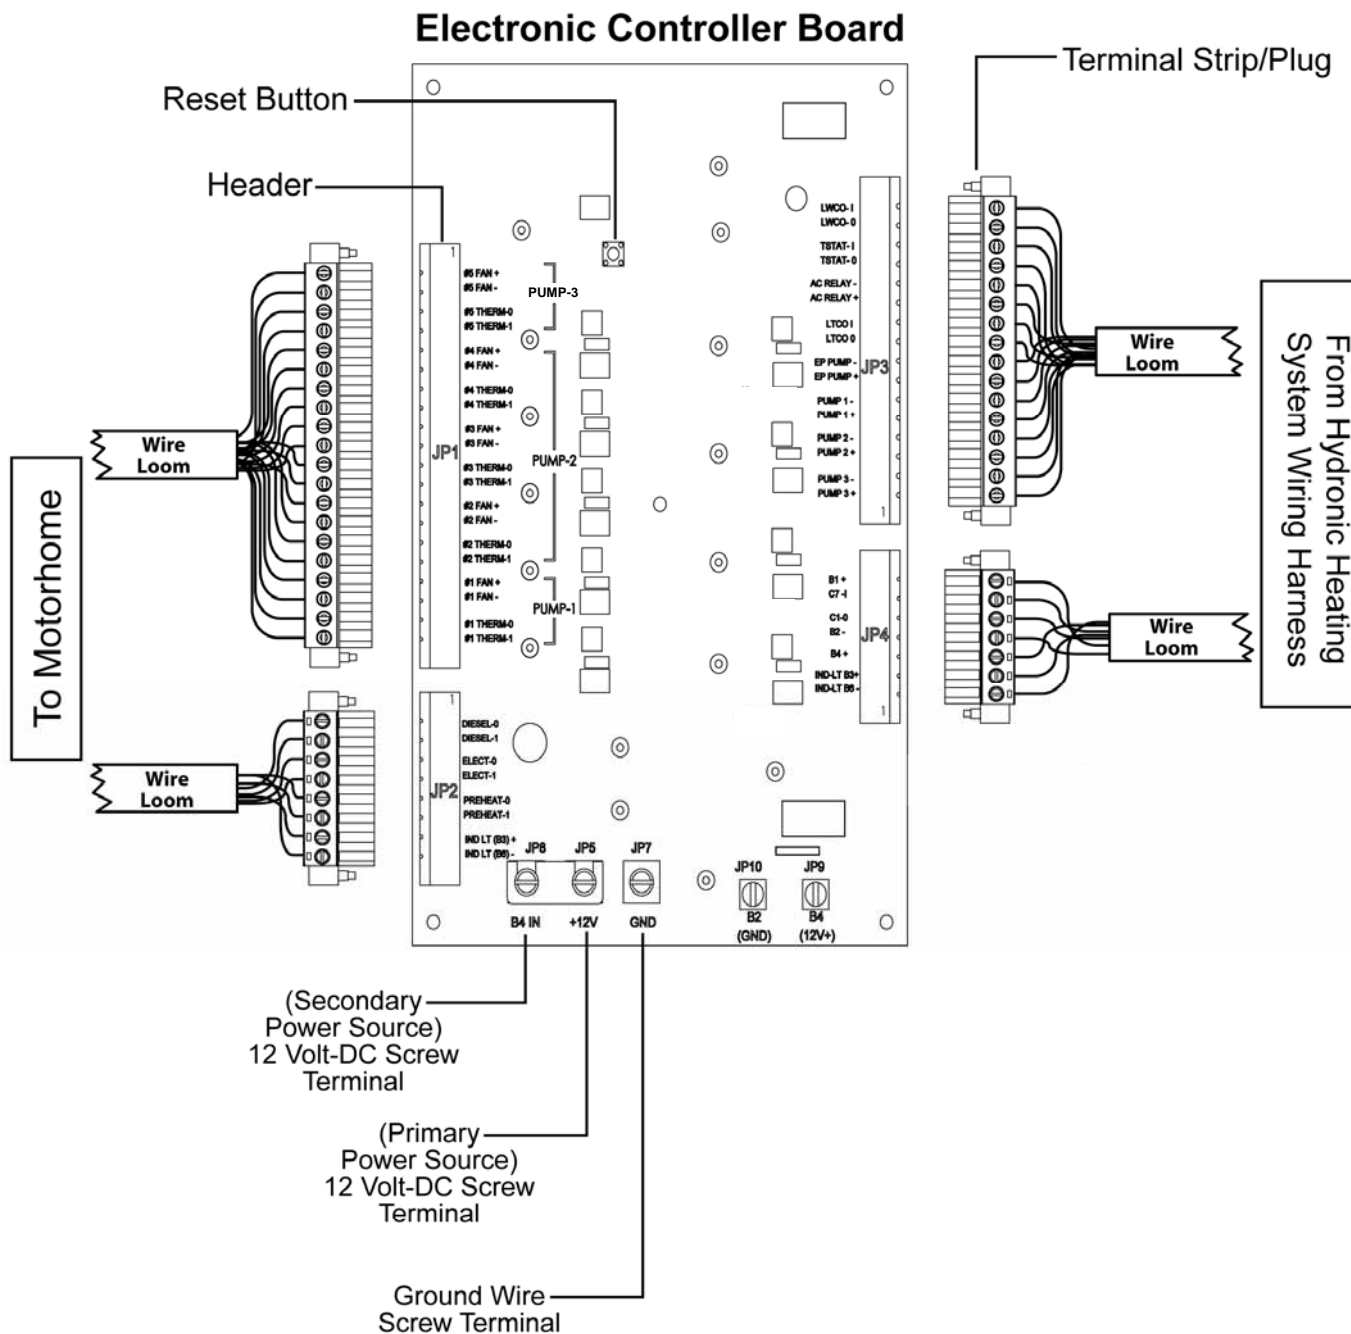 Electronic Controller Board
Terminal Strip/Plug
Reset Button
Header
1
#5 FAN +
#5 FAN -
#5 THERM-0
#5 THERM-1
#4 FAN +
#4 FAN -
#4 THERM-0
#4 THERM-1
#3 FAN +
#3 FAN -
#3 THERM-0
#3 THERM-1
#2 FAN +
#2 FAN -
#2 THERM-0
#2 THERM-1
#1 FAN +
#1 FAN -
#1 THERM-0
#1 THERM-1
JP1
PUMP-3
PUMP-2
PUMP-1
LWCO- I
LWCO- 0
TSTAT- I
TSTAT- 0
AC RELAY -
AC RELAY +
LTCO I
LTCO 0
EP PUMP -
EP PUMP +
PUMP 1 -
PUMP 1 +
PUMP 2 -
PUMP 2 +
PUMP 3 -
PUMP 3 +
JP3
1
B1 +
C7 -I
C1-0
B2 -
B4 +
IND-LT B3+
IND-LT B6 -
JP4
1
Wire
Loom
Wire
Loom
Wire
Loom
Wire
Loom
To Motorhome
From Hydronic Heating
System Wiring Harness
1
DIESEL-0
DIESEL-1
ELECT-0
ELECT-1
PREHEAT-0
PREHEAT-1
IND LT (B3) +
IND LT (B6) -
JP2
JP8 JP5 JP7
B4 IN +12V GND
JP10 JP9
B2 B4
(GND) (12V+)
(Secondary
Power Source)
12 Volt-DC Screw
Terminal
(Primary
Power Source)
12 Volt-DC Screw
Terminal
Ground Wire
Screw Terminal